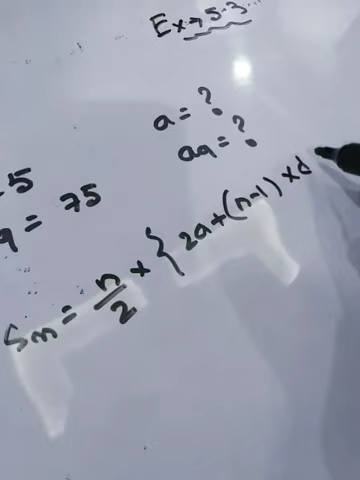 Ex → 5.3...
a = ?
a9 = ?
5
9 = 75
Sn = n/2 × { 2a + (n-1) × d